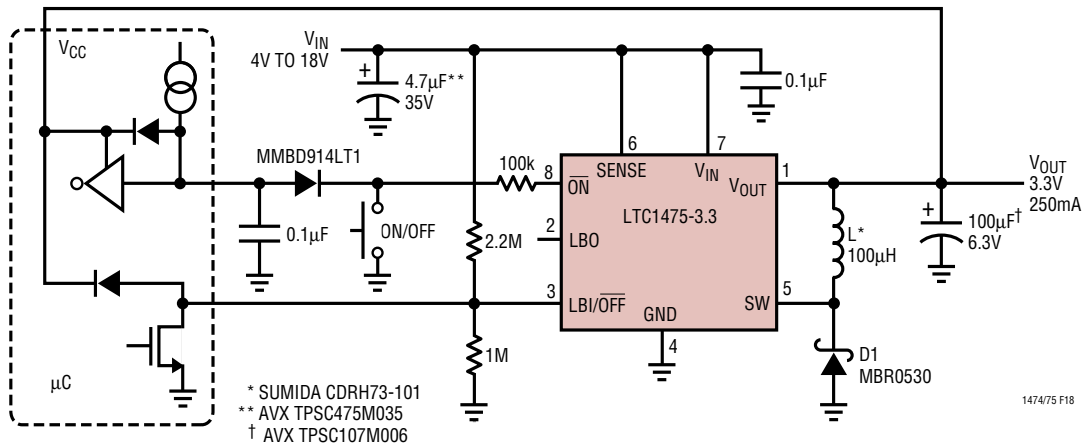 VCC
VIN
4V TO 18V
+
4.7µF**
35V
0.1µF
MMBD914LT1
100k
8
6
7
1
SENSE
VIN
ON
VOUT
LTC1475-3.3
VOUT
3.3V
250mA
+
100µF†
6.3V
0.1µF
ON/OFF
2.2M
2
LBO
L*
100µH
3
LBI/OFF
GND
SW
5
4
1M
D1
MBR0530
µC
* SUMIDA CDRH73-101
** AVX TPSC475M035
† AVX TPSC107M006
1474/75 F18